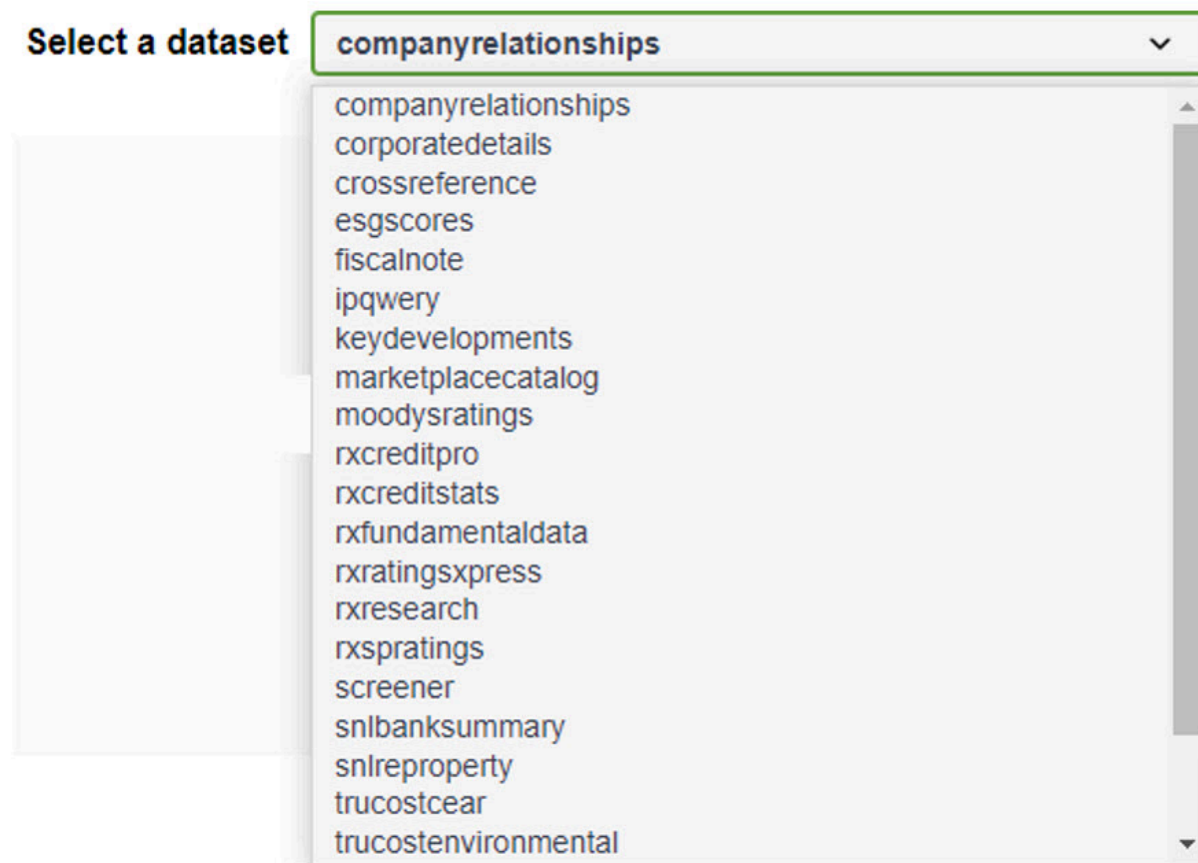 Select a dataset companyrelationships
companyrelationships
corporatedetails
crossreference
esgscores
fiscalnote
ipqwery
keydevelopments
marketplacecatalog
moodysratings
rxcreditpro
rxcreditstats
rxfundamentaldata
rxratingsxpress
rxresearch
rxspratings
screener
snlbanksummary
snlreproperty
trucostcear
trucostenvironmental